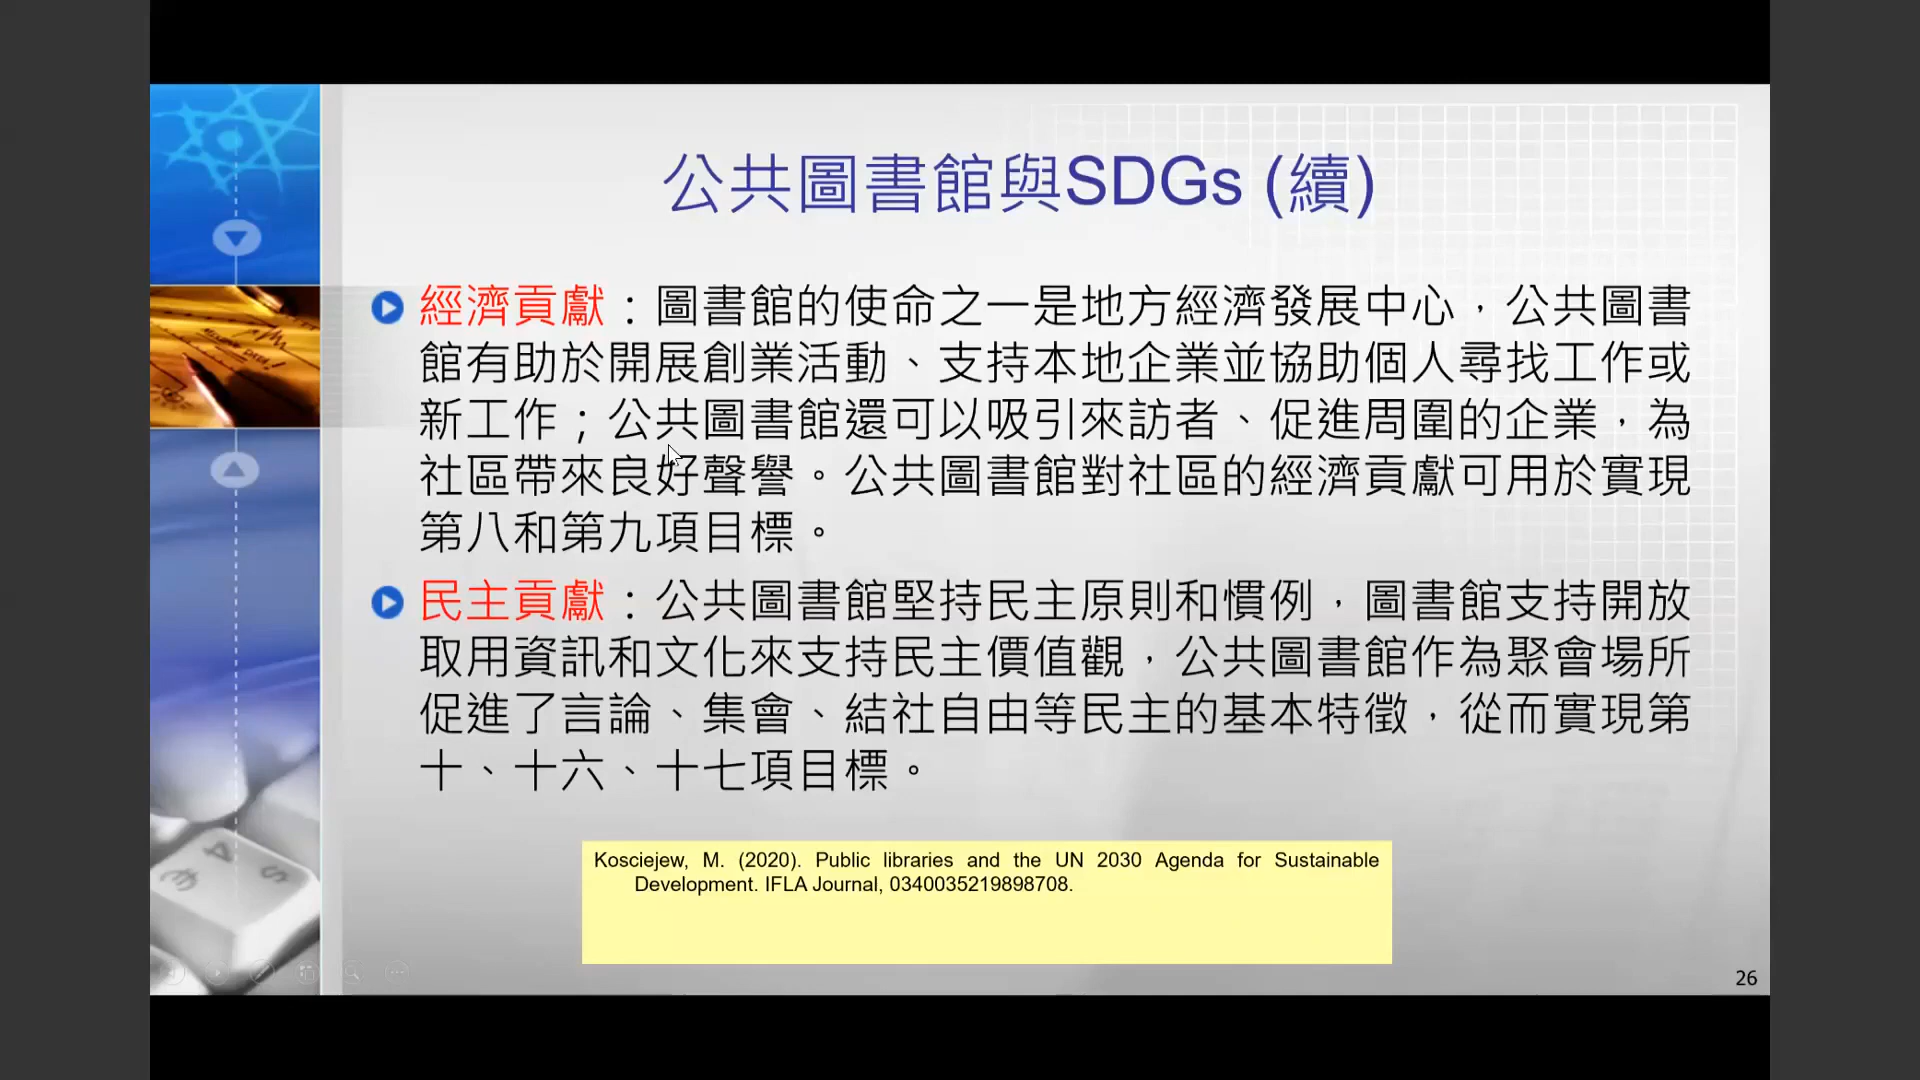 公共圖書館與SDGs (續)
經濟貢獻：圖書館的使命之一是地方經濟發展中心，公共圖書
館有助於開展創業活動、支持本地企業並協助個人尋找工作或
新工作；公共圖書館還可以吸引來訪者、促進周圍的企業，為
社區帶來良好聲譽。公共圖書館對社區的經濟貢獻可用於實現
第八和第九項目標。
民主貢獻：公共圖書館堅持民主原則和慣例，圖書館支持開放
取用資訊和文化來支持民主價值觀，公共圖書館作為聚會場所
促進了言論、集會、結社自由等民主的基本特徵，從而實現第
十、十六、十七項目標。
Kosciejew, M. (2020). Public libraries and the UN 2030 Agenda for Sustainable
Development. IFLA Journal, 0340035219898708.
26